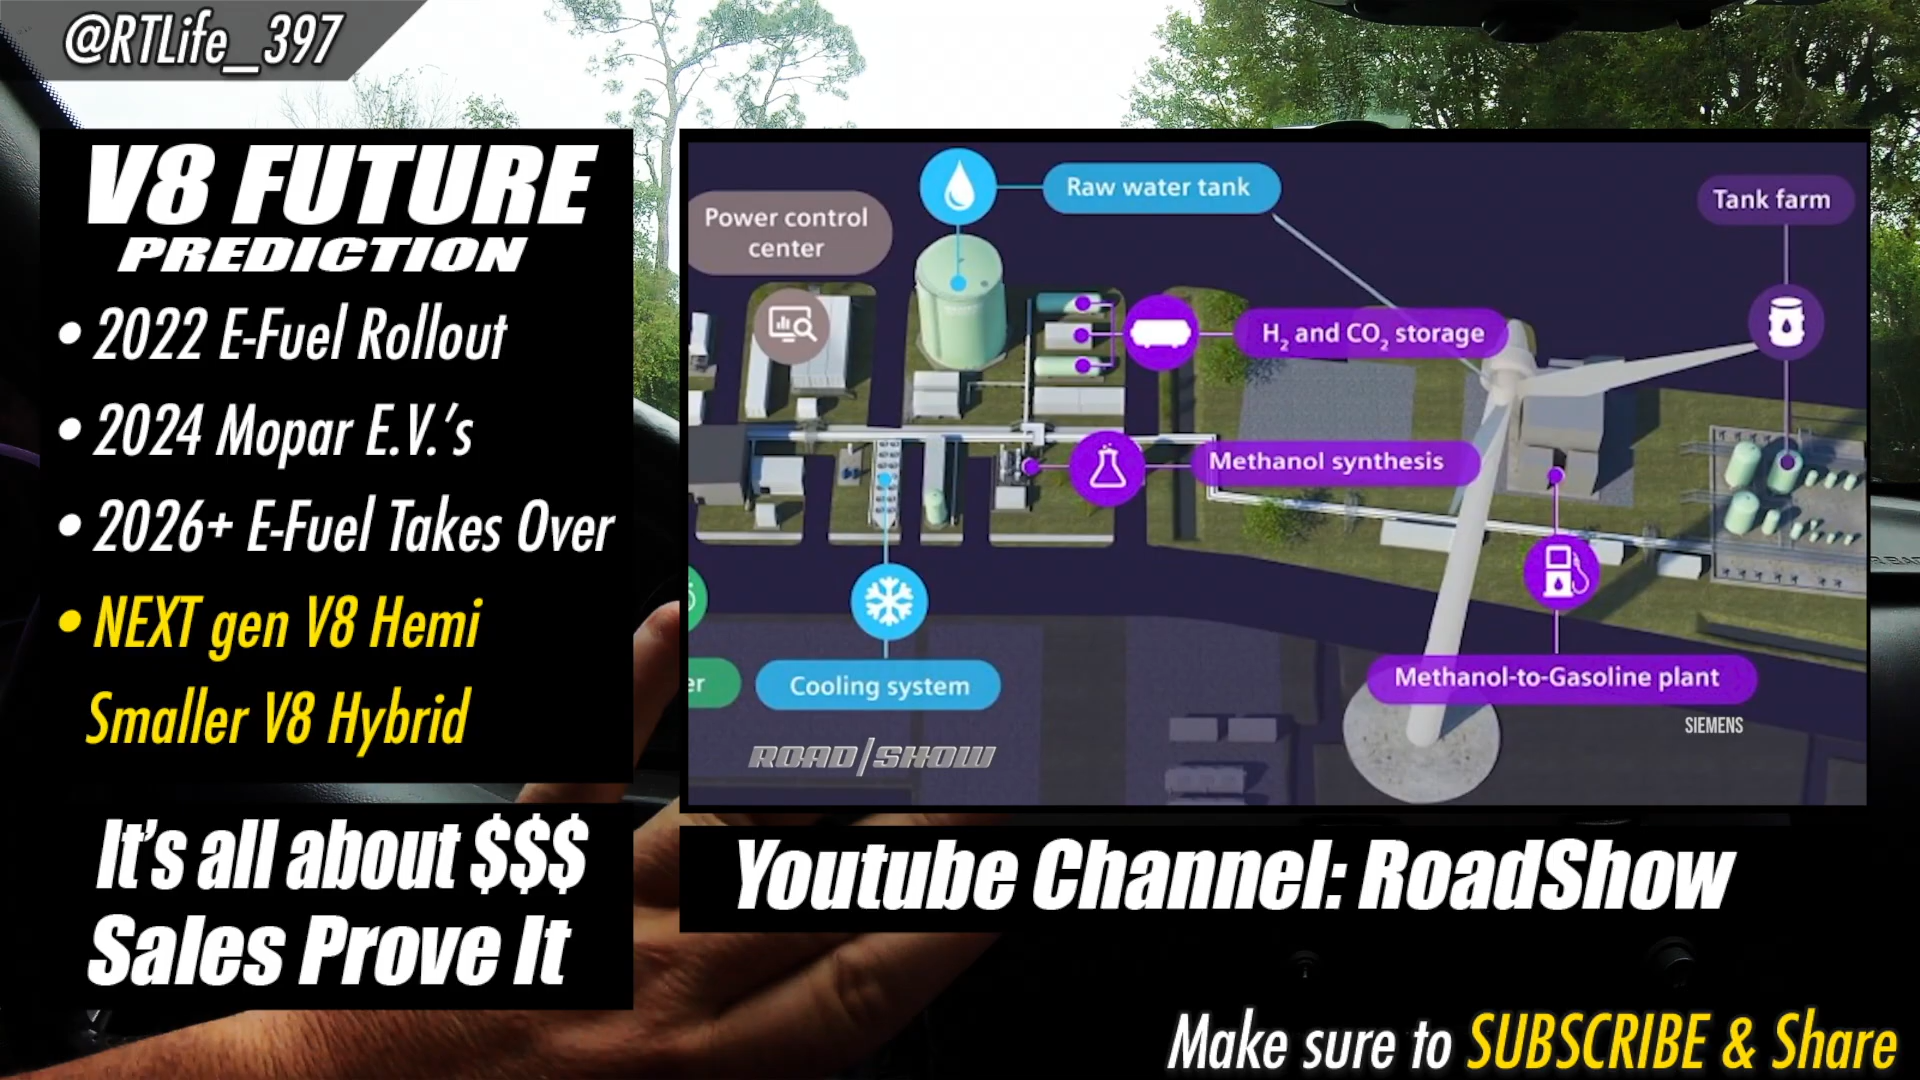 @RTLife_397
V8 FUTURE
PREDICTION
• 2022 E-Fuel Rollout
• 2024 Mopar E.V.'s
• 2026+ E-Fuel Takes Over
• NEXT gen V8 Hemi
Smaller V8 Hybrid
It's all about $$$
Sales Prove It
Raw water tank
Tank farm
Power control
center
H₂ and CO₂ storage
Methanol synthesis
er
Cooling system
Methanol-to-Gasoline plant
SIEMENS
ROAD/SHOW
Youtube Channel: RoadShow
Make sure to SUBSCRIBE & Share